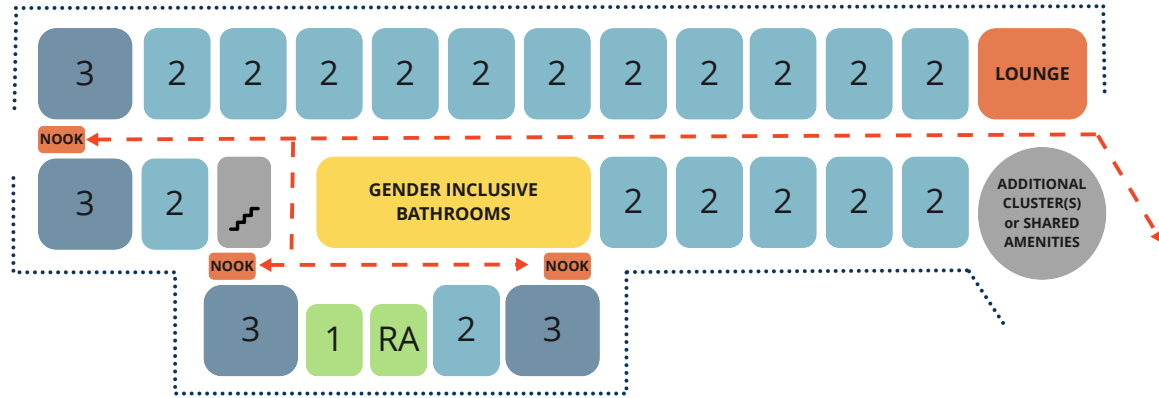 3 2 2 2 2 2 2 2 2 2 2 2 LOUNGE
NOOK
3 2 GENDER INCLUSIVE
BATHROOMS
2 2 2 2 2
ADDITIONAL
CLUSTER(S)
or SHARED
AMENITIES
NOOK NOOK
3 1 RA 2 3